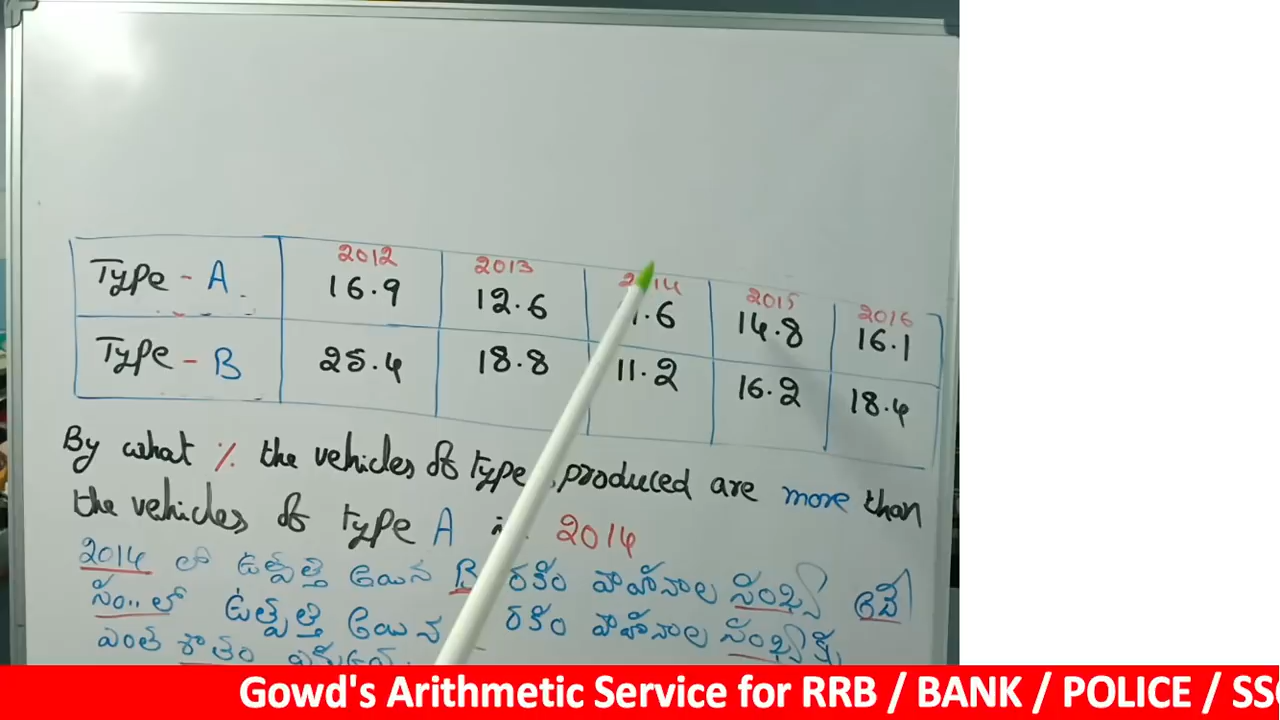 2012 2013 2015 2016
Type - A 16.9 12.6 14.8 16.1
Type - B 25.4 18.8 11.2 16.2 18.4
By what % the vehicles of type produced are more than
the vehicles of type A 2014
2014 లో ఉత్పత్తి అయిన B రకం వాహనాల సంఖ్య అదే
సం.. లో ఉత్పత్తి అయిన రకం వాహనాల సంఖ్యకి
ఎంత శాతం
Gowd's Arithmetic Service for RRB / BANK / POLICE /